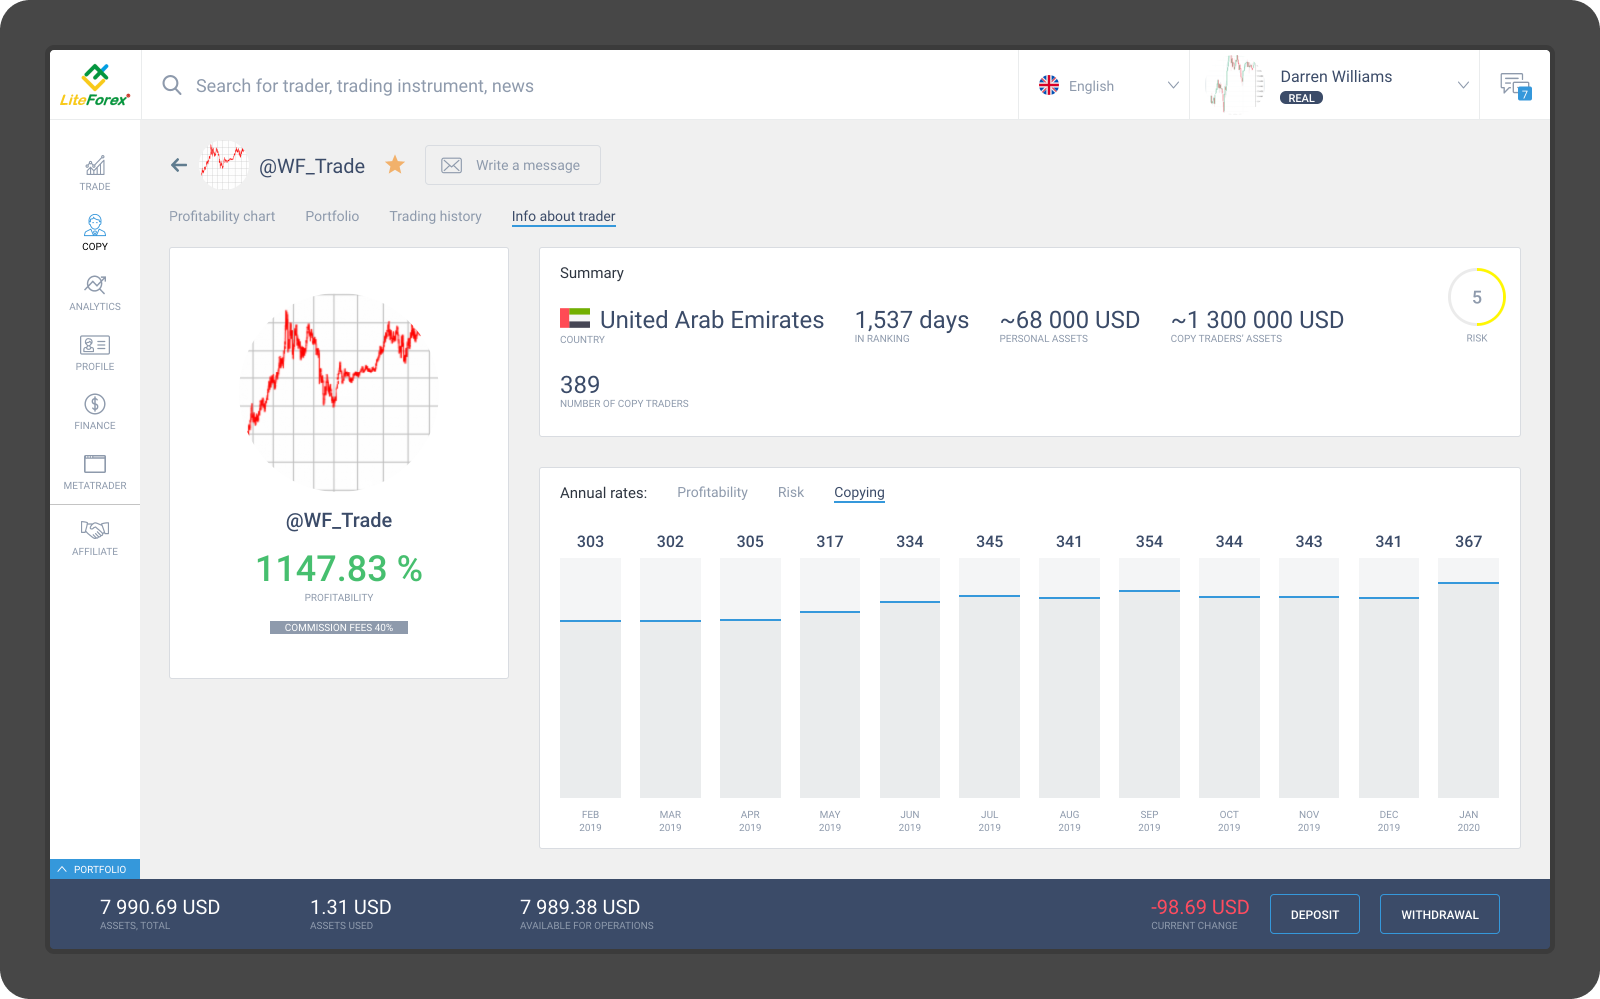 LiteForex
Search for trader, trading instrument, news
English
Darren Williams
REAL
7
TRADE
COPY
ANALYTICS
PROFILE
FINANCE
METATRADER
AFFILIATE
@WF_Trade
Write a message
Profitability chart
Portfolio
Trading history
Info about trader
@WF_Trade
1147.83 %
PROFITABILITY
COMMISSION FEES 40%
Summary
United Arab Emirates
COUNTRY
1,537 days
IN RANKING
~68 000 USD
PERSONAL ASSETS
~1 300 000 USD
COPY TRADERS' ASSETS
5
RISK
389
NUMBER OF COPY TRADERS
Annual rates:
Profitability
Risk
Copying
303 302 305 317 334 345 341 354 344 343 341 367
FEB MAR APR MAY JUN JUL AUG SEP OCT NOV DEC JAN
2019 2019 2019 2019 2019 2019 2019 2019 2019 2019 2019 2020
PORTFOLIO
7 990.69 USD
ASSETS, TOTAL
1.31 USD
ASSETS USED
7 989.38 USD
AVAILABLE FOR OPERATIONS
-98.69 USD
CURRENT CHANGE
DEPOSIT
WITHDRAWAL